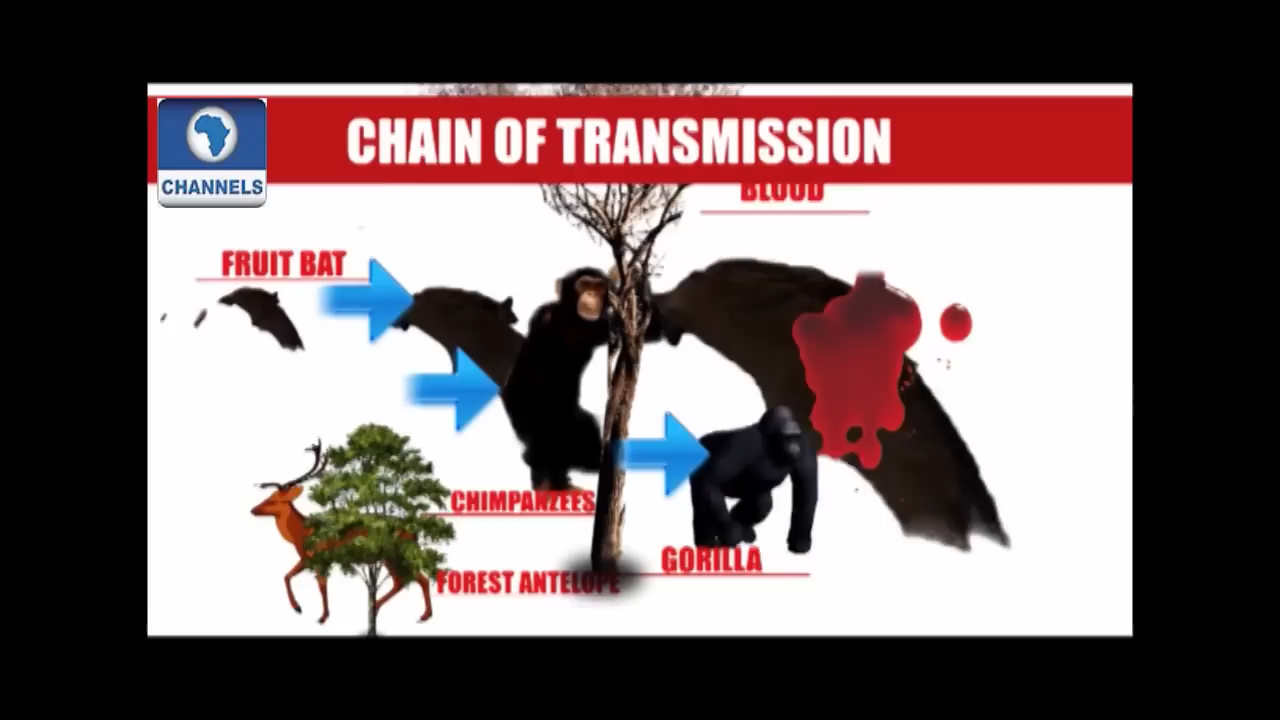 CHAIN OF TRANSMISSION
CHANNELS
BLOOD
FRUIT BAT
CHIMPANZEES
GORILLA
FOREST ANTELOPE